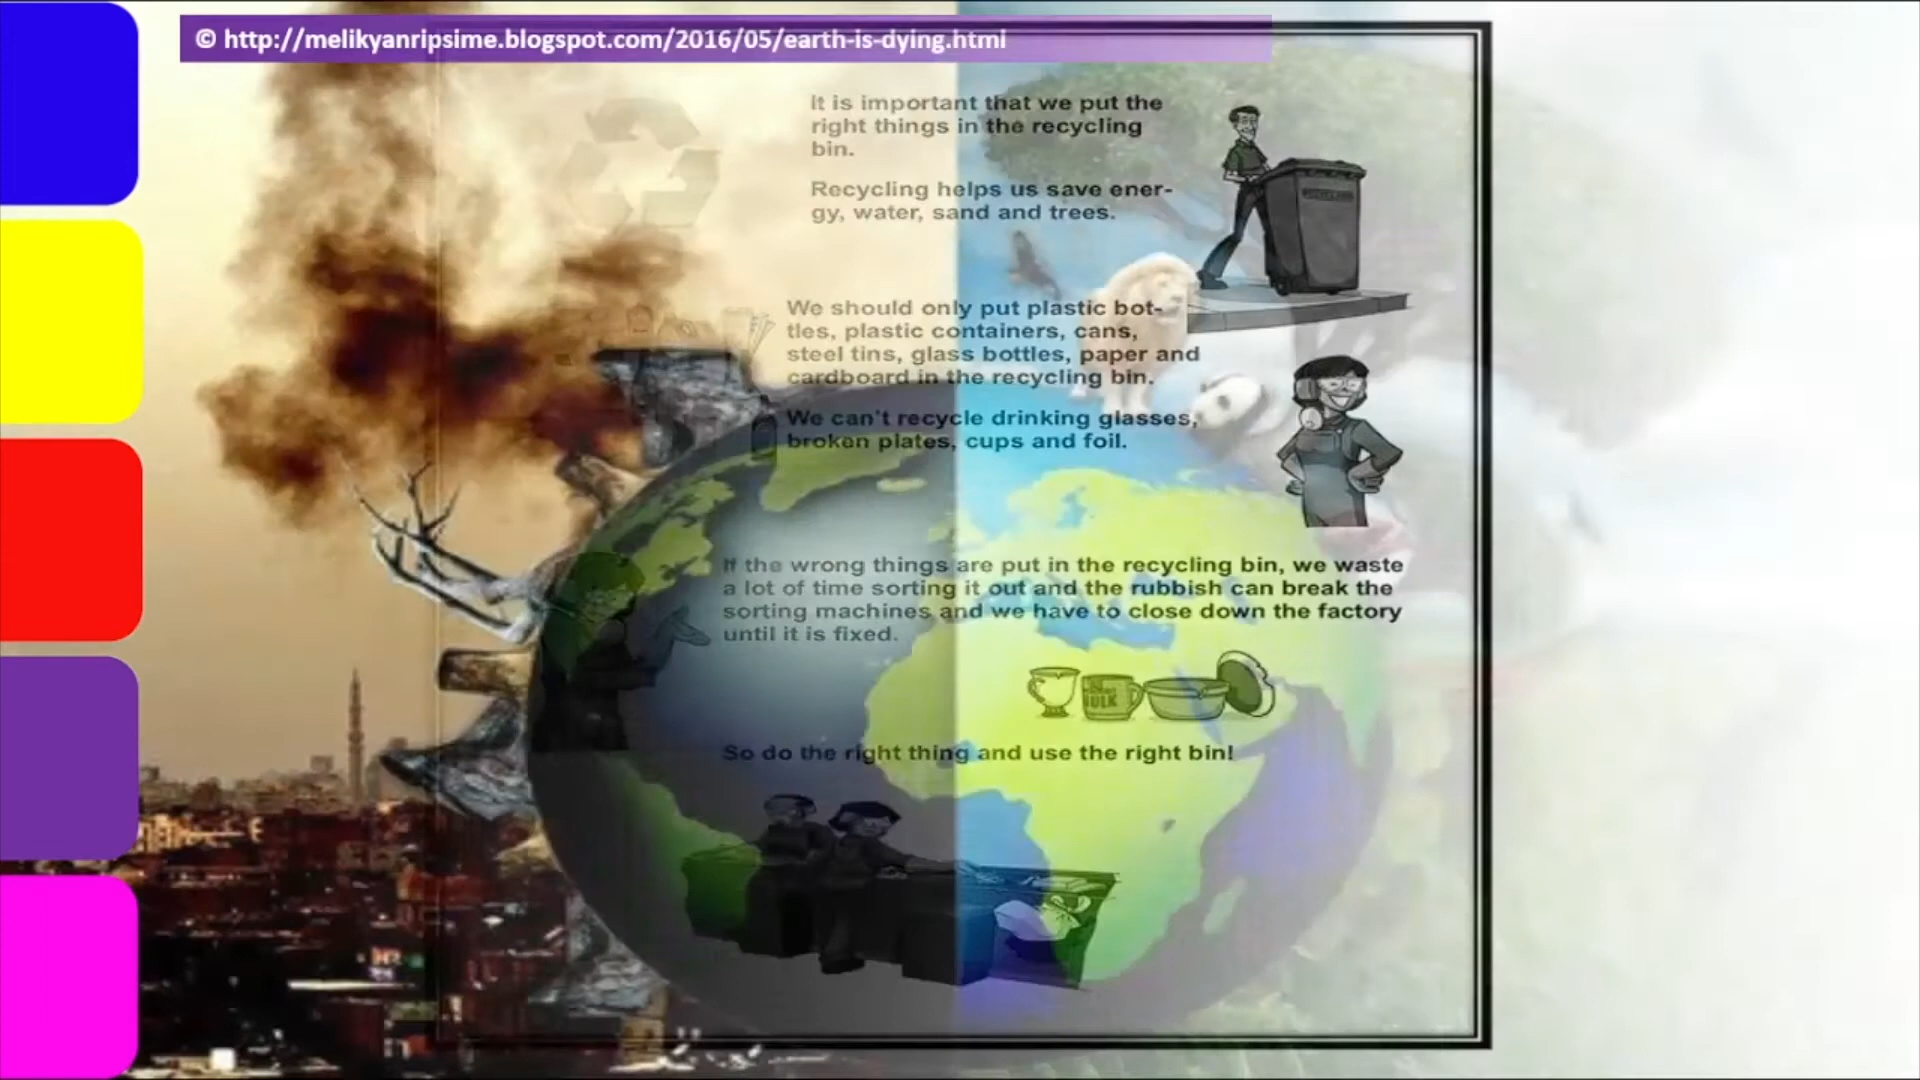 © http://melikyanripsime.blogspot.com/2016/05/earth-is-dying.html
It is important that we put the
right things in the recycling
bin.
Recycling helps us save ener-
gy, water, sand and trees.
We should only put plastic bot-
tles, plastic containers, cans,
steel tins, glass bottles, paper and
cardboard in the recycling bin.
We can't recycle drinking glasses,
broken plates, cups and foil.
If the wrong things are put in the recycling bin, we waste
a lot of time sorting it out and the rubbish can break the
sorting machines and we have to close down the factory
until it is fixed.
So do the right thing and use the right bin!